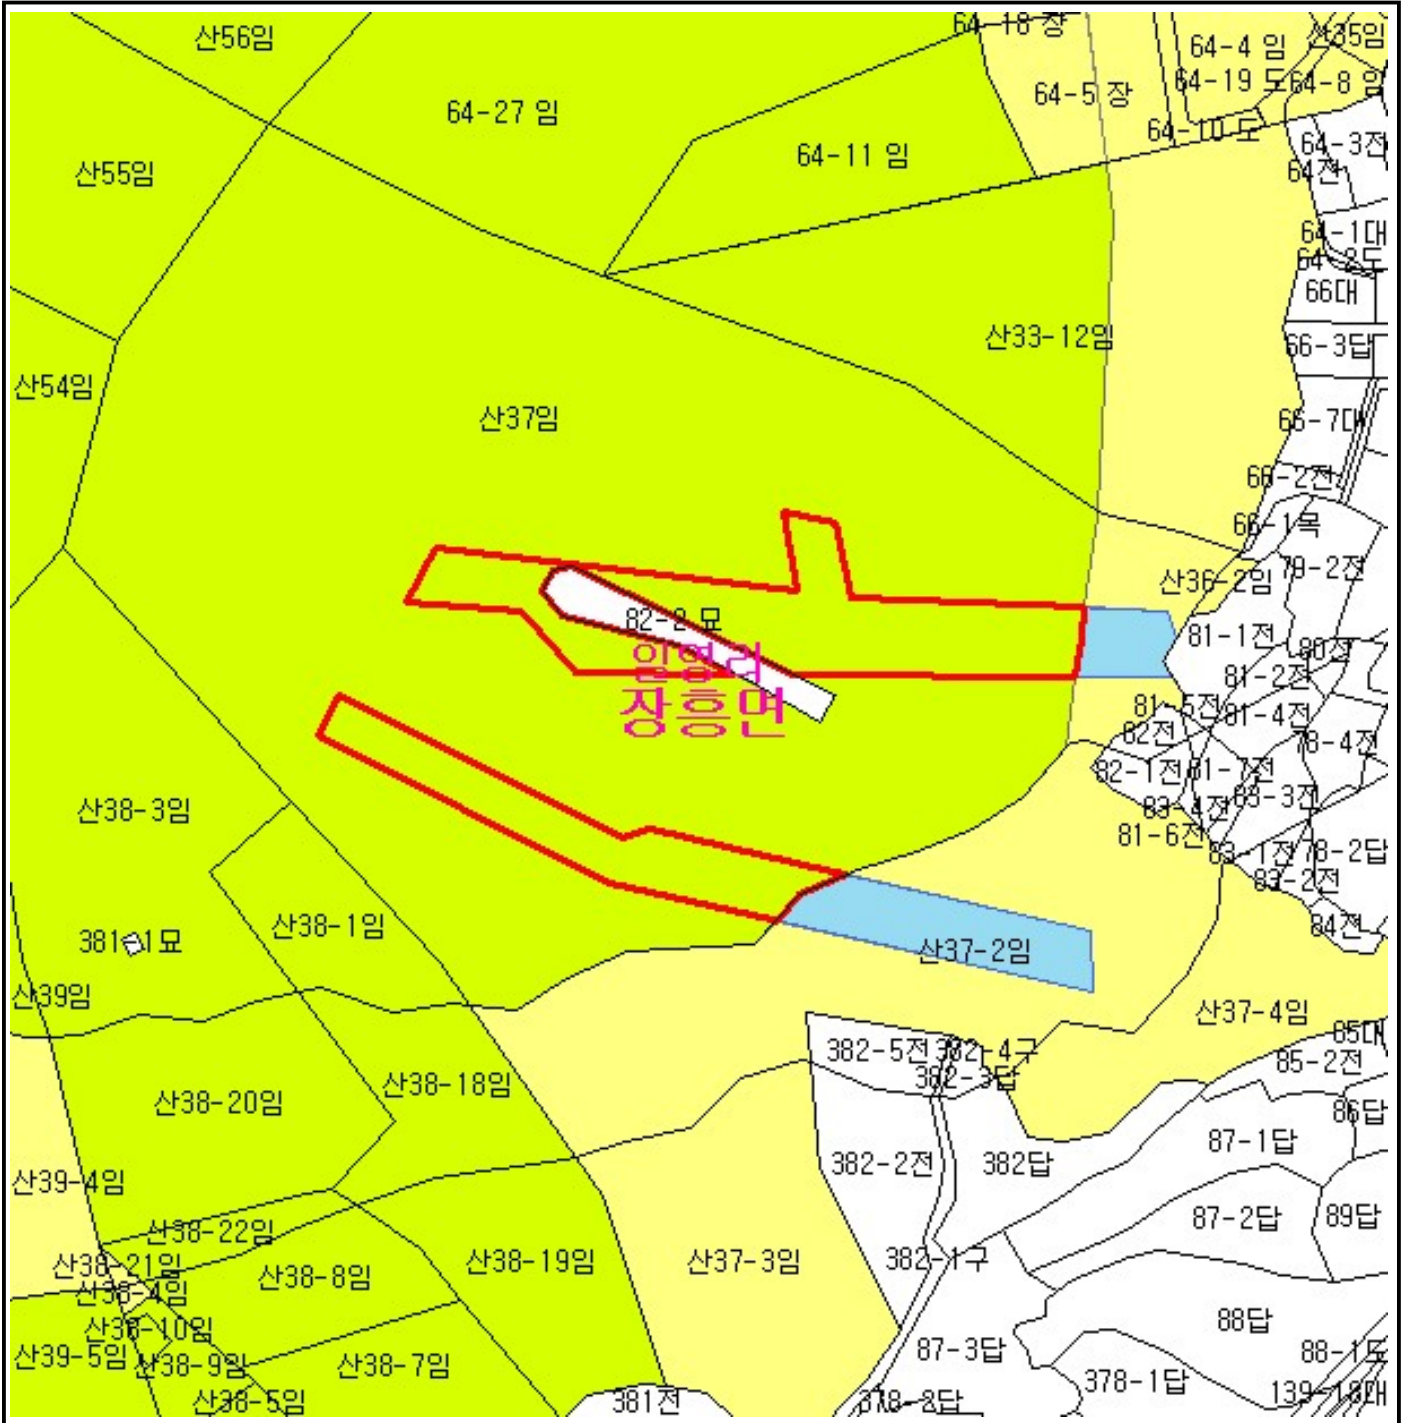 산56임
64-18 장
64-4 임
산35임
64-27 임
64-5 장
64-19 도
64-8 임
64-10 도
64-11 임
64-3전
산55임
64전
64-1대
64-2도
66대
산33-12임
66-3답
산54임
산37임
66-7대
66-2전
66-1목
산36-2임
79-2전
82-2 묘
81-1전
80전
일영리
81-2전
장흥면
81-5전
81-4전
82전
78-4전
82-1전
81-7전
83-3전
산38-3임
83-4전
81-6전
83-1전
78-2답
83-2전
산38-1임
84전
381-1묘
산37-2임
산39임
산37-4임
85대
382-5전
382-4구
85-2전
382-3답
산38-18임
산38-20임
86답
87-1답
382-2전
382답
산39-4임
87-2답
89답
산38-22임
산38-21임
산38-19임
산37-3임
382-1구
산38-8임
산38-4임
88답
산38-10임
산39-5임
산38-9임
산38-7임
87-3답
88-1도
378-1답
산38-5임
381전
378-2답